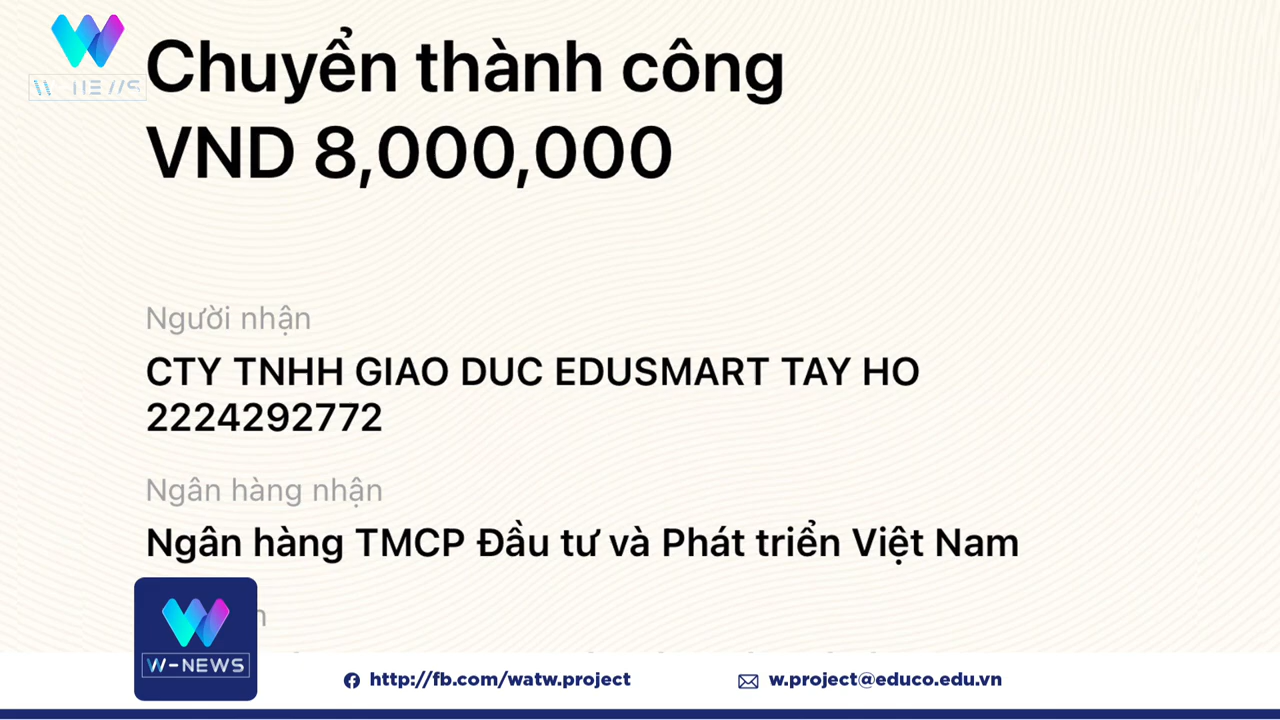 W-NEWS
Chuyển thành công
VND 8,000,000
Người nhận
CTY TNHH GIAO DUC EDUSMART TAY HO
2224292772
Ngân hàng nhận
Ngân hàng TMCP Đầu tư và Phát triển Việt Nam
W-NEWS
http://fb.com/watw.project
w.project@educo.edu.vn